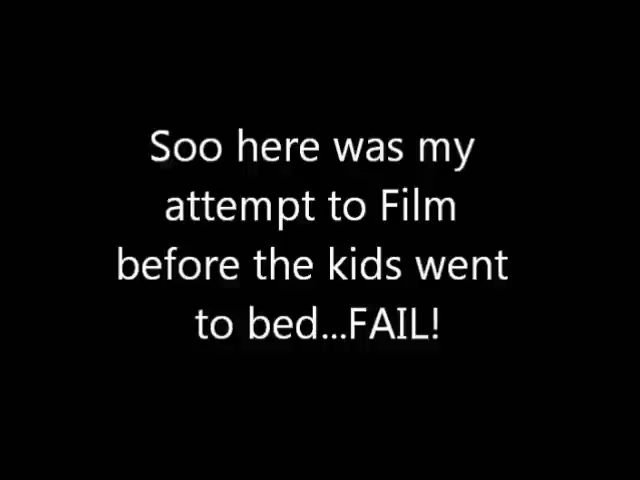 Soo here was my
attempt to Film
before the kids went
to bed...FAIL!